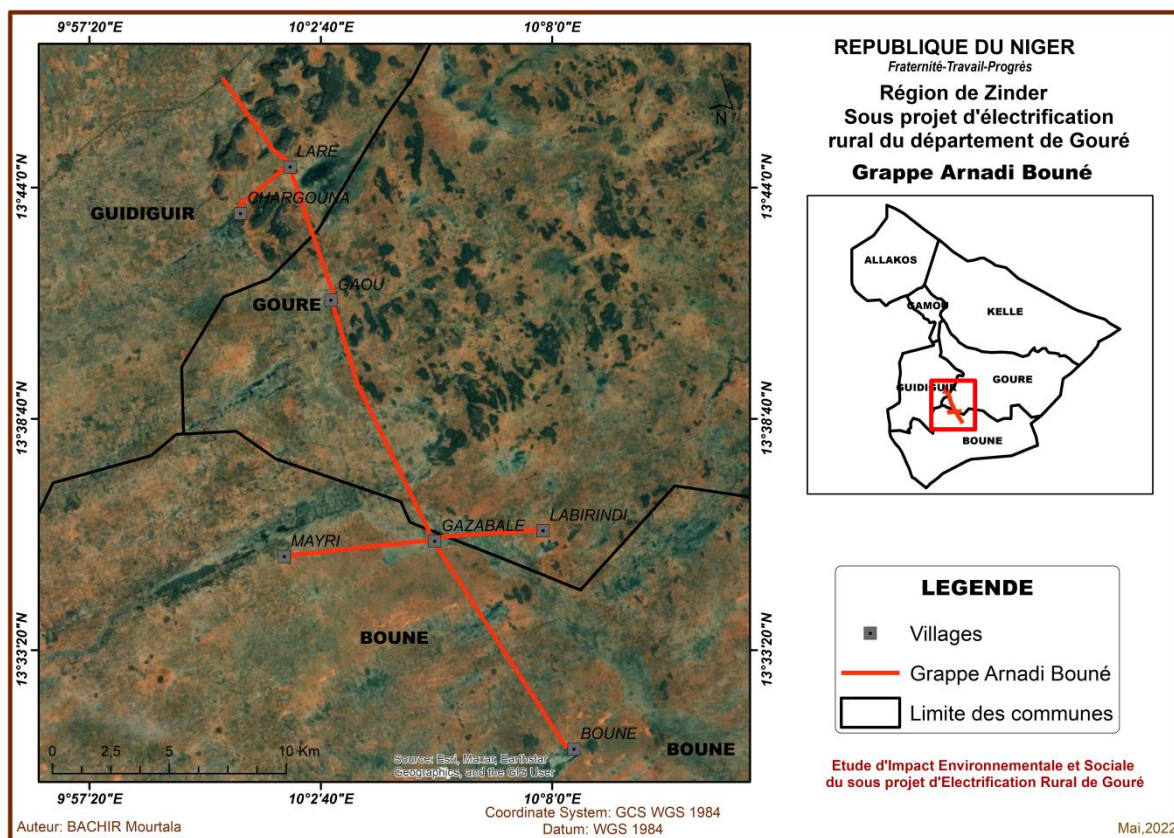 9°57'20"E
10°2'40"E
10°8'0"E
13°44'0"N
13°38'40"N
13°33'20"N
LARE
CHARGOUNA
GUIDIGUIR
GAOU
GOURE
GAZABALE
LABIRINDI
MAYRI
BOUNE
BOUNE
BOUNE
0 2,5 5 10 Km
Source: Esri, Maxar, Earthstar
Geographics, and the GIS User
13°44'0"N
13°38'40"N
13°33'20"N
9°57'20"E
10°2'40"E
10°8'0"E
Auteur: BACHIR Mourtala
Coordinate System: GCS WGS 1984
Datum: WGS 1984
N
REPUBLIQUE DU NIGER
Fraternité-Travail-Progrès
Région de Zinder
Sous projet d'électrification
rural du département de Gouré
Grappe Arnadi Bouné
ALLAKOS
GAMOU
KELLE
GUIDIGUIR
GOURE
BOUNE
LEGENDE
Villages
Grappe Arnadi Bouné
Limite des communes
Etude d'Impact Environnementale et Sociale
du sous projet d'Electrification Rural de Gouré
Mai,2022